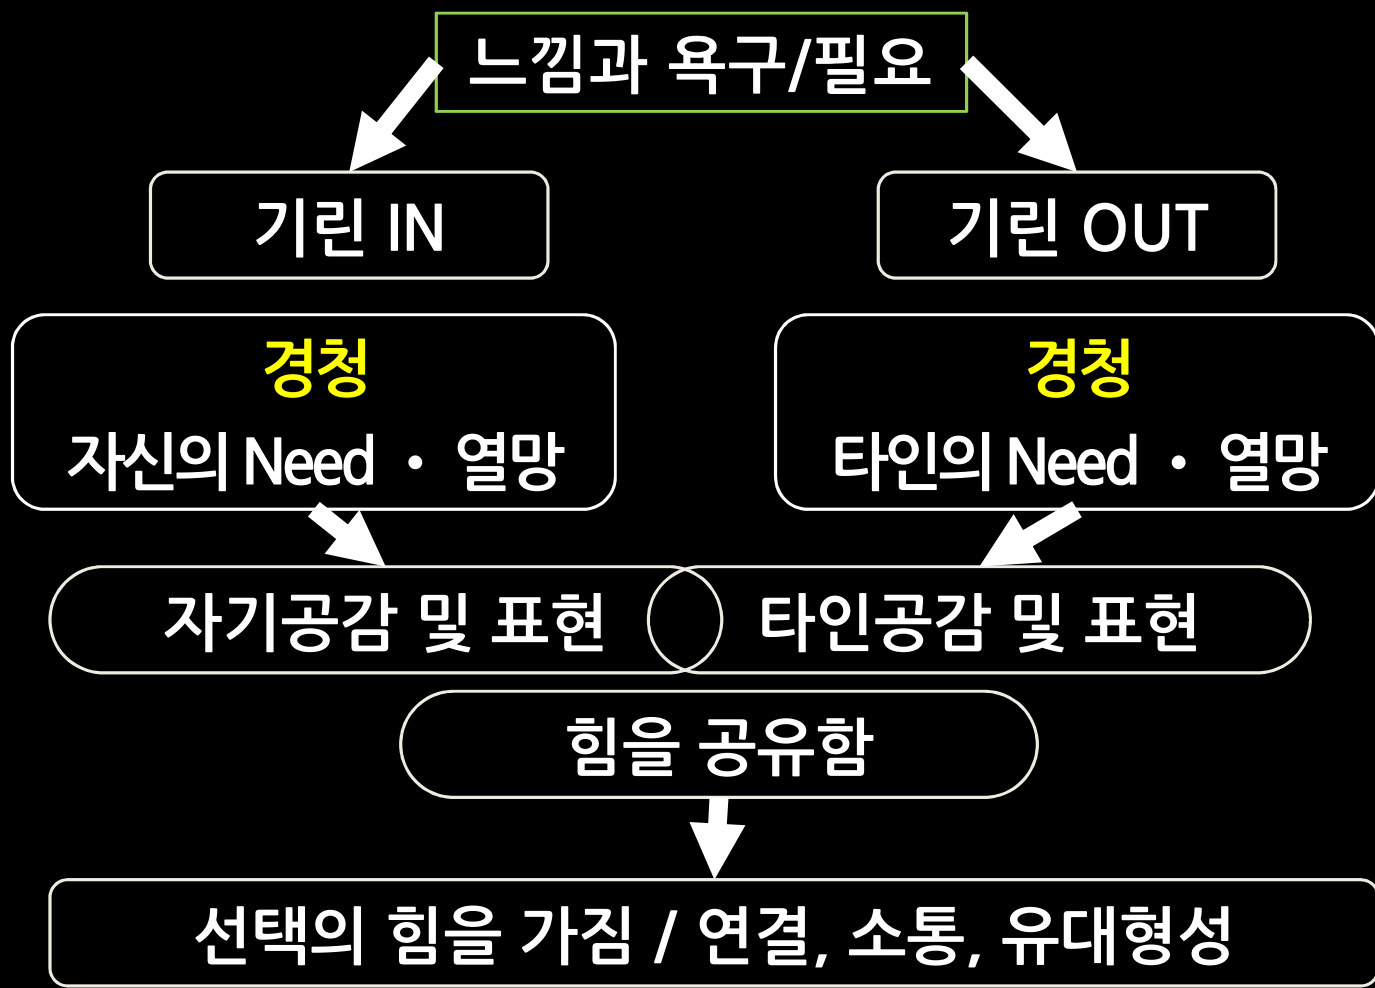 느낌과 욕구/필요
기린 IN
기린 OUT
경청
자신의 Need · 열망
경청
타인의 Need · 열망
자기공감 및 표현
타인공감 및 표현
힘을 공유함
선택의 힘을 가짐 / 연결, 소통, 유대형성